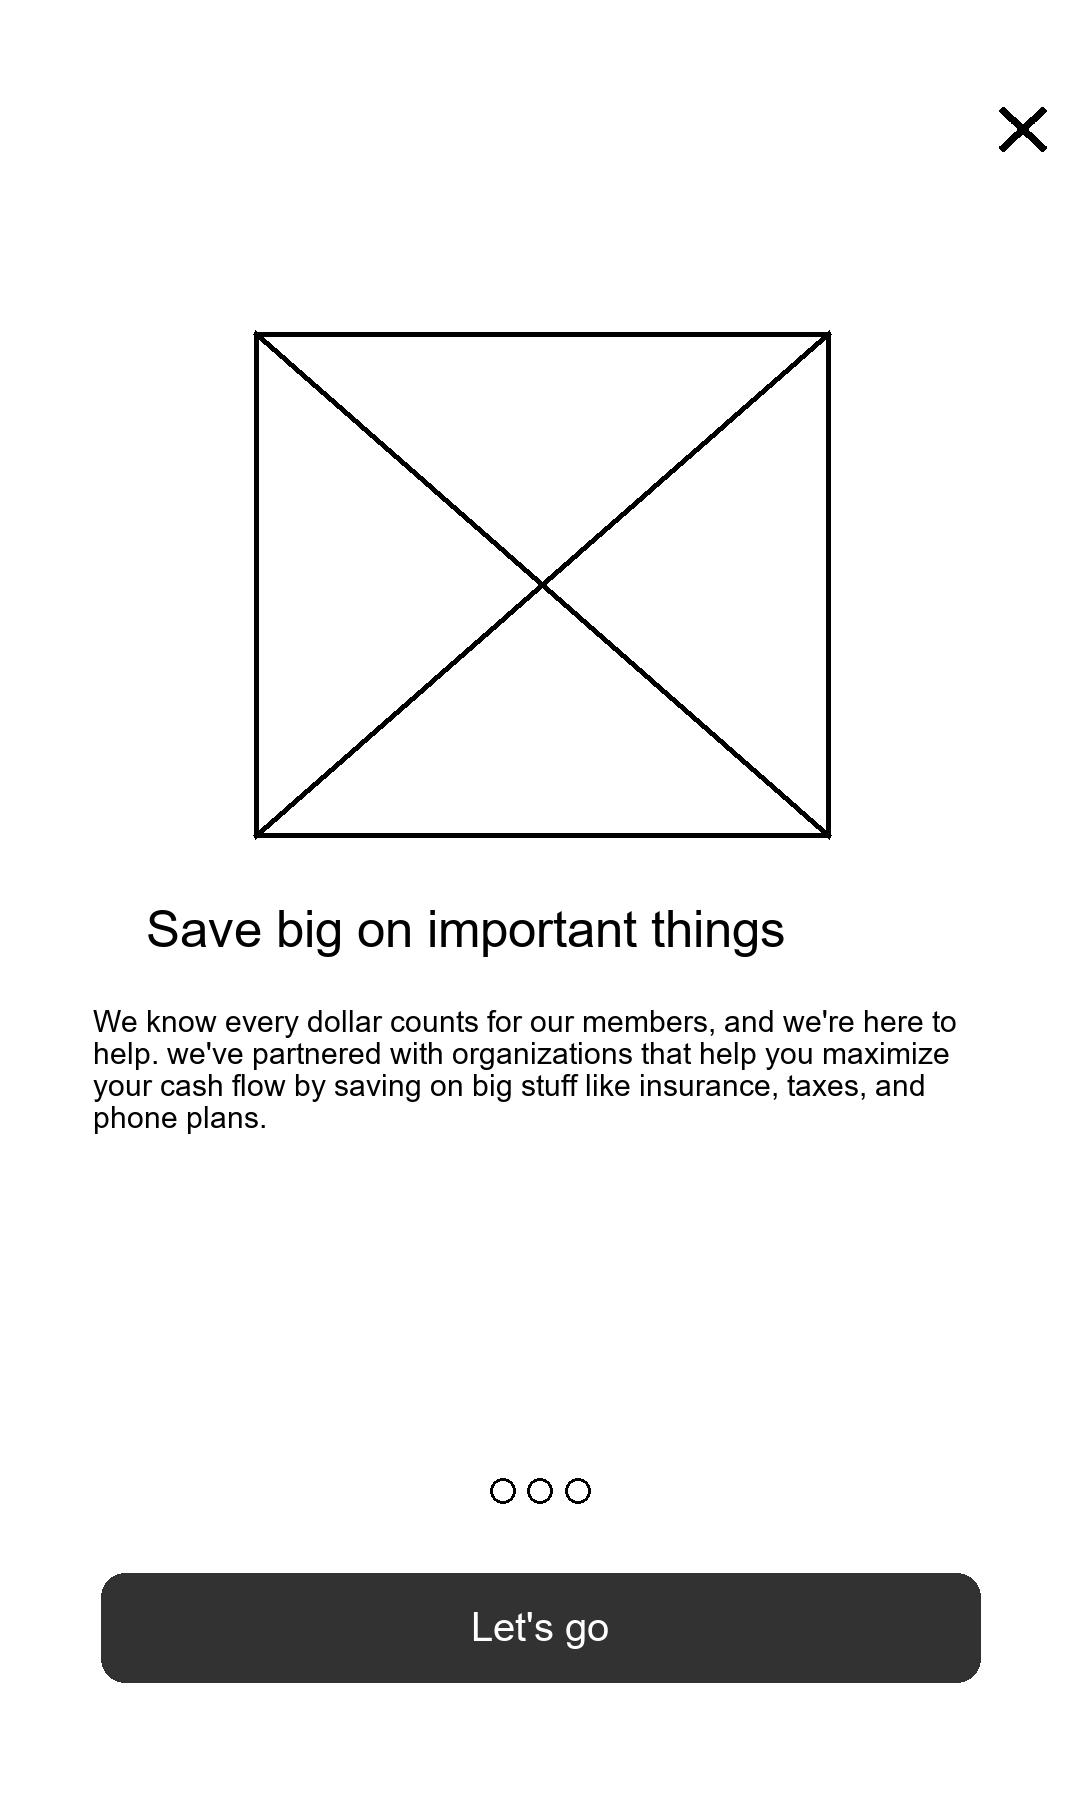 Save big on important things
We know every dollar counts for our members, and we're here to
help. we've partnered with organizations that help you maximize
your cash flow by saving on big stuff like insurance, taxes, and
phone plans.
Let's go